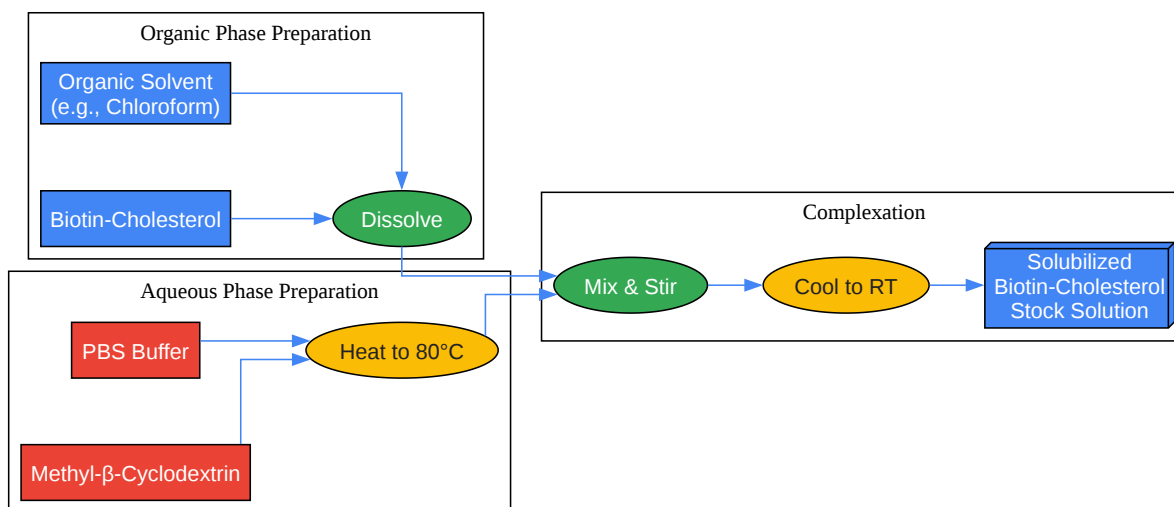 Organic Phase Preparation
Organic Solvent
(e.g., Chloroform)
Biotin-Cholesterol
Dissolve
Aqueous Phase Preparation
PBS Buffer
Heat to 80°C
Methyl-β-Cyclodextrin
Complexation
Mix & Stir
Cool to RT
Solubilized
Biotin-Cholesterol
Stock Solution